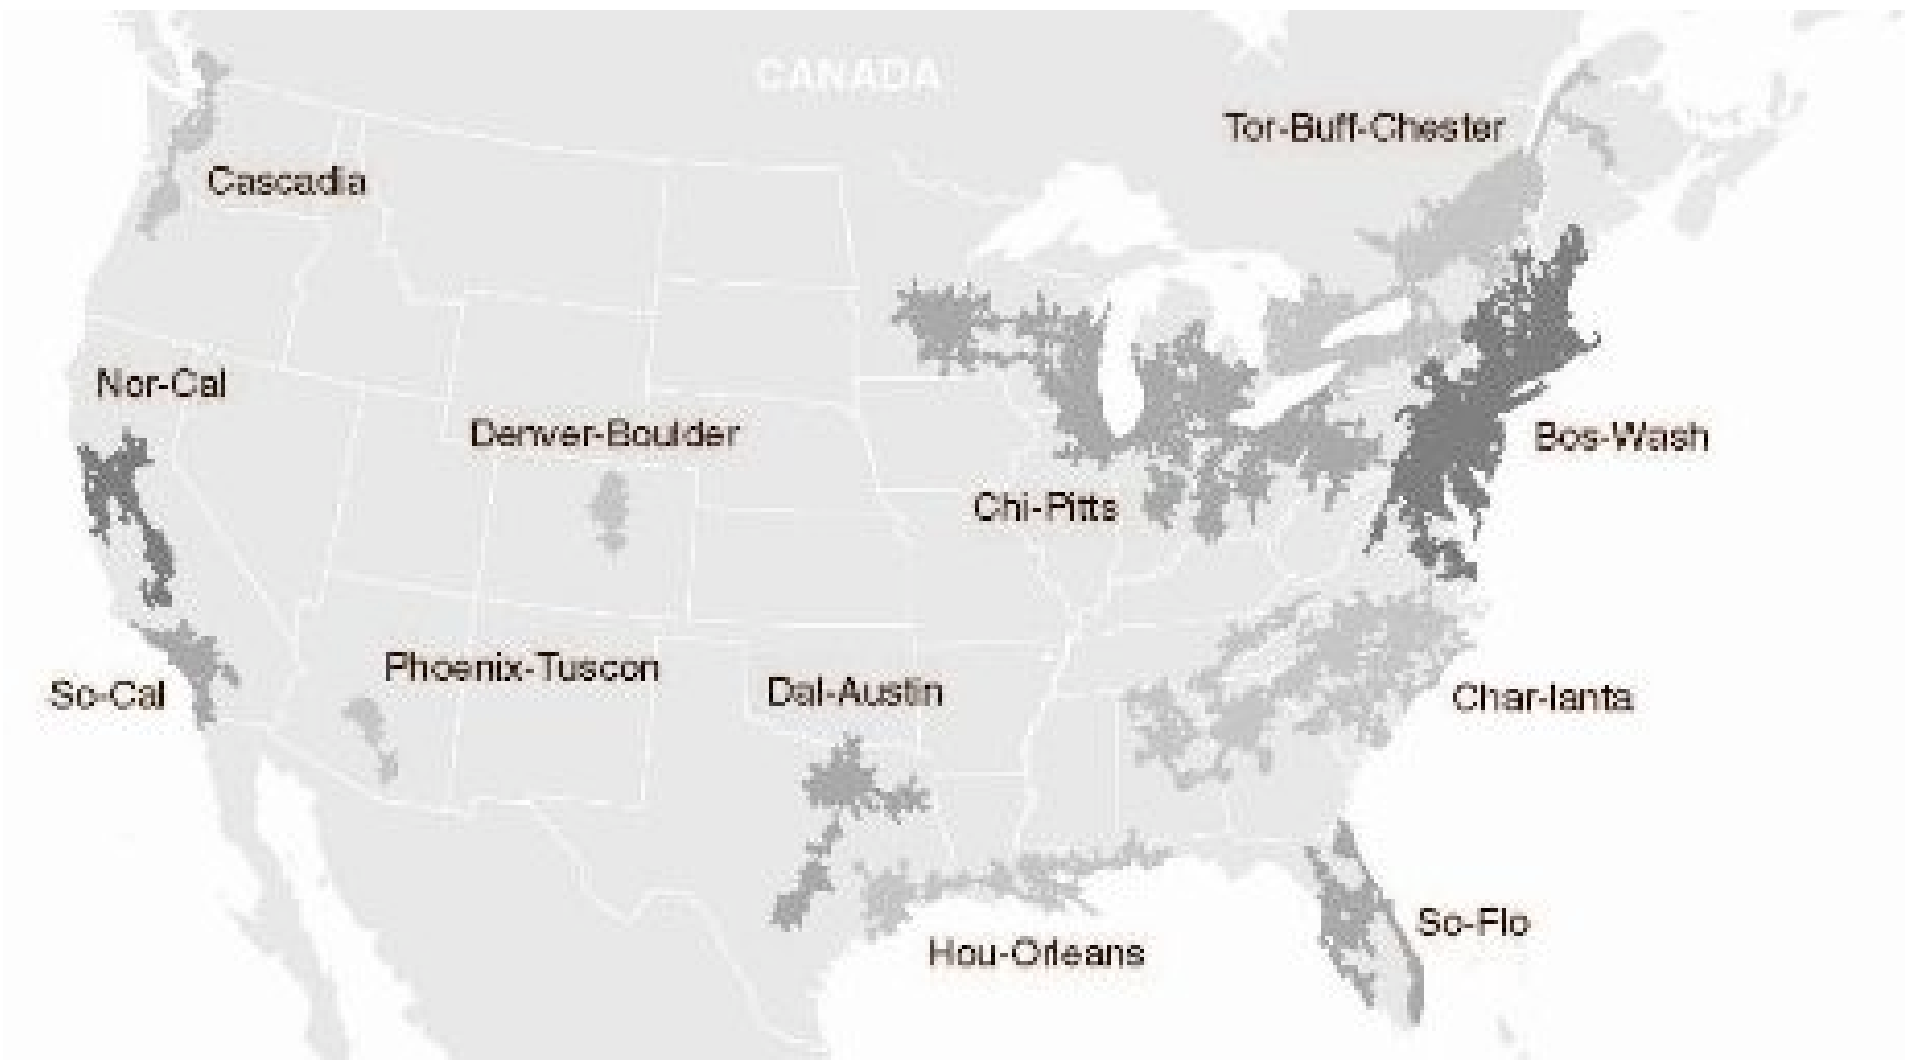 CANADA
Tor-Buff-Chester
Cascadia
Nor-Cal
Denver-Boulder
Bos-Wash
Chi-Pitts
Phoenix-Tuscon
So-Cal
Dal-Austin
Char-lanta
So-Flo
Hou-Orleans